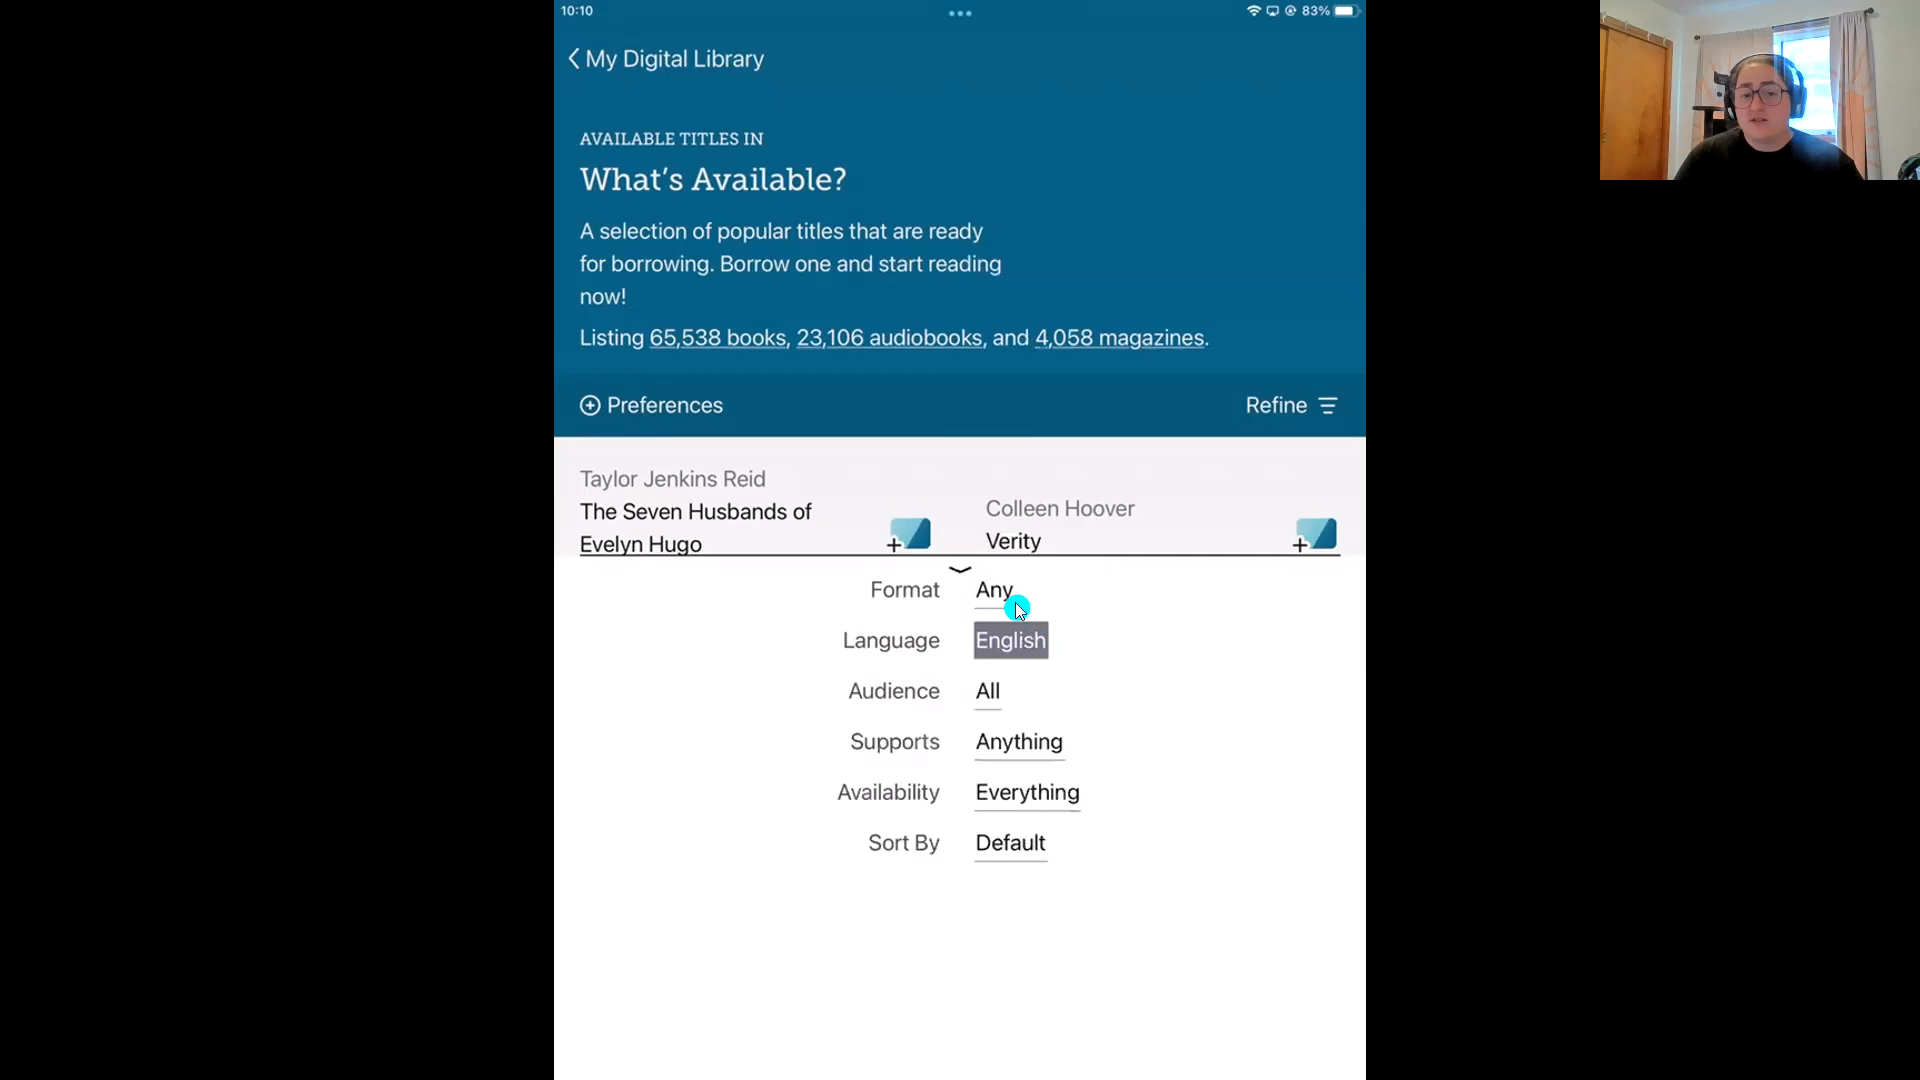 10:10
83%
My Digital Library
AVAILABLE TITLES IN
What's Available?
A selection of popular titles that are ready
for borrowing. Borrow one and start reading
now!
Listing 65,538 books, 23,106 audiobooks, and 4,058 magazines.
Preferences
Refine
Taylor Jenkins Reid
The Seven Husbands of
Evelyn Hugo
Colleen Hoover
Verity
Format Any
Language English
Audience All
Supports Anything
Availability Everything
Sort By Default